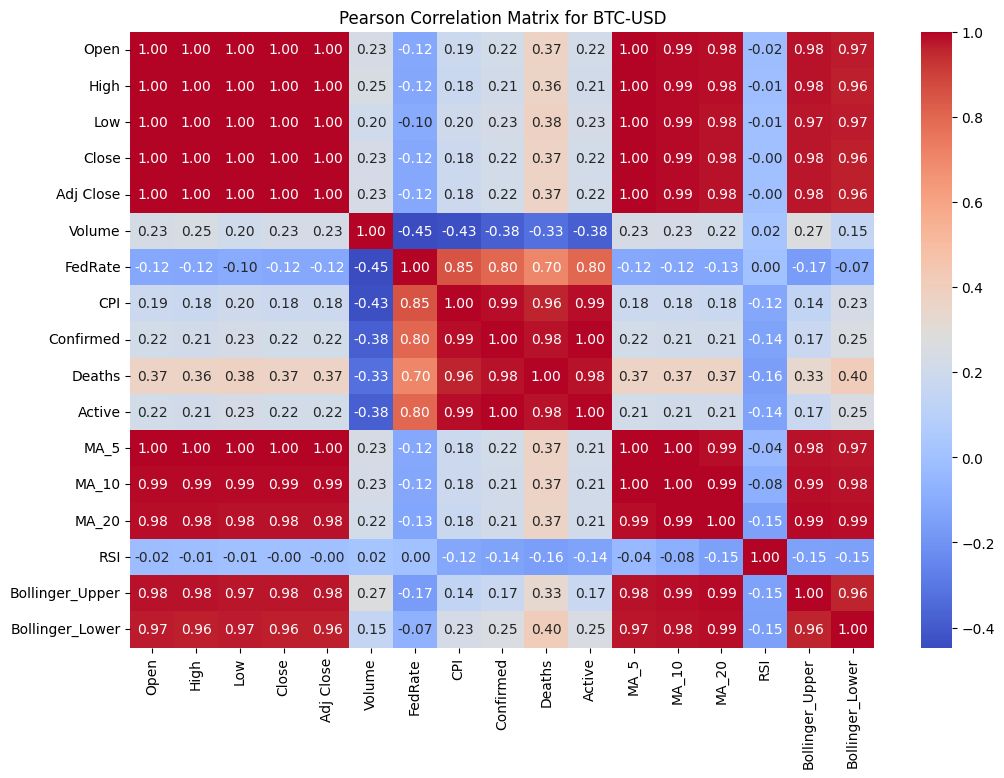 Pearson Correlation Matrix for BTC-USD
Open 1.00 1.00 1.00 1.00 1.00 0.23 -0.12 0.19 0.22 0.37 0.22 1.00 0.99 0.98 -0.02 0.98 0.97
High 1.00 1.00 1.00 1.00 1.00 0.25 -0.12 0.18 0.21 0.36 0.21 1.00 0.99 0.98 -0.01 0.98 0.96
Low 1.00 1.00 1.00 1.00 1.00 0.20 -0.10 0.20 0.23 0.38 0.23 1.00 0.99 0.98 -0.01 0.97 0.97
Close 1.00 1.00 1.00 1.00 1.00 0.23 -0.12 0.18 0.22 0.37 0.22 1.00 0.99 0.98 -0.00 0.98 0.96
Adj Close 1.00 1.00 1.00 1.00 1.00 0.23 -0.12 0.18 0.22 0.37 0.22 1.00 0.99 0.98 -0.00 0.98 0.96
Volume 0.23 0.25 0.20 0.23 0.23 1.00 -0.45 -0.43 -0.38 -0.33 -0.38 0.23 0.23 0.22 0.02 0.27 0.15
FedRate -0.12 -0.12 -0.10 -0.12 -0.12 -0.45 1.00 0.85 0.80 0.70 0.80 -0.12 -0.12 -0.13 0.00 -0.17 -0.07
CPI 0.19 0.18 0.20 0.18 0.18 -0.43 0.85 1.00 0.99 0.96 0.99 0.18 0.18 0.18 -0.12 0.14 0.23
Confirmed 0.22 0.21 0.23 0.22 0.22 -0.38 0.80 0.99 1.00 0.98 1.00 0.22 0.21 0.21 -0.14 0.17 0.25
Deaths 0.37 0.36 0.38 0.37 0.37 -0.33 0.70 0.96 0.98 1.00 0.98 0.37 0.37 0.37 -0.16 0.33 0.40
Active 0.22 0.21 0.23 0.22 0.22 -0.38 0.80 0.99 1.00 0.98 1.00 0.21 0.21 0.21 -0.14 0.17 0.25
MA_5 1.00 1.00 1.00 1.00 1.00 0.23 -0.12 0.18 0.22 0.37 0.21 1.00 1.00 0.99 -0.04 0.98 0.97
MA_10 0.99 0.99 0.99 0.99 0.99 0.23 -0.12 0.18 0.21 0.37 0.21 1.00 1.00 0.99 -0.08 0.99 0.98
MA_20 0.98 0.98 0.98 0.98 0.98 0.22 -0.13 0.18 0.21 0.37 0.21 0.99 0.99 1.00 -0.15 0.99 0.99
RSI -0.02 -0.01 -0.01 -0.00 -0.00 0.02 0.00 -0.12 -0.14 -0.16 -0.14 -0.04 -0.08 -0.15 1.00 -0.15 -0.15
Bollinger_Upper 0.98 0.98 0.97 0.98 0.98 0.27 -0.17 0.14 0.17 0.33 0.17 0.98 0.99 0.99 -0.15 1.00 0.96
Bollinger_Lower 0.97 0.96 0.97 0.96 0.96 0.15 -0.07 0.23 0.25 0.40 0.25 0.97 0.98 0.99 -0.15 0.96 1.00
Open High Low Close Adj Close Volume FedRate CPI Confirmed Deaths Active MA_5 MA_10 MA_20 RSI Bollinger_Upper Bollinger_Lower
1.0
0.8
0.6
0.4
0.2
0.0
−0.2
−0.4